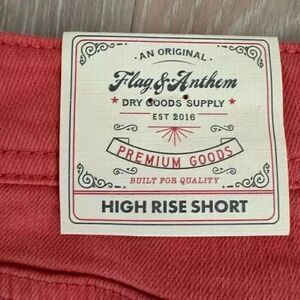 · AN ORIGINAL ·
Flag & Anthem
★ DRY GOODS SUPPLY ★
EST 2016
PREMIUM GOODS
BUILT FOR QUALITY
HIGH RISE SHORT